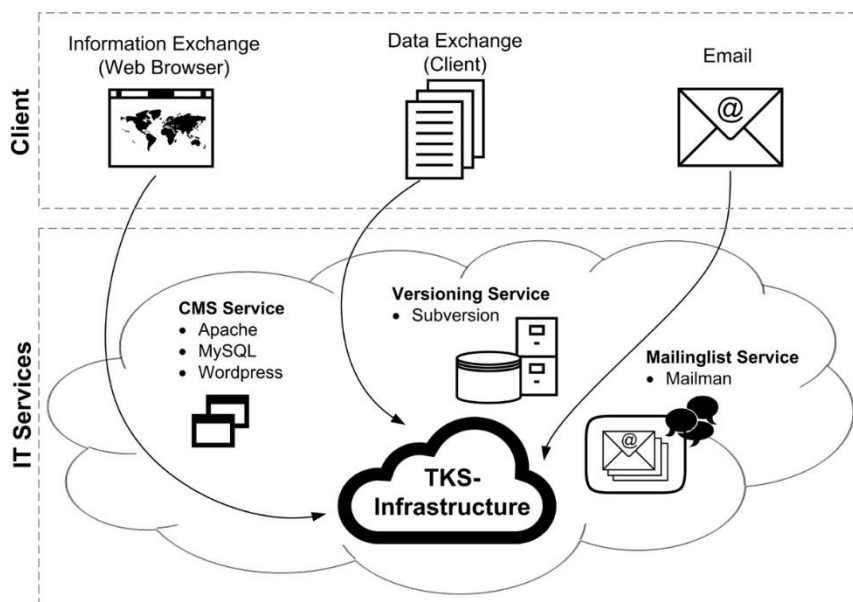 Client
Information Exchange
(Web Browser)
Data Exchange
(Client)
Email
@
IT Services
CMS Service
• Apache
• MySQL
• Wordpress
Versioning Service
• Subversion
Mailinglist Service
• Mailman
@
TKS-
Infrastructure